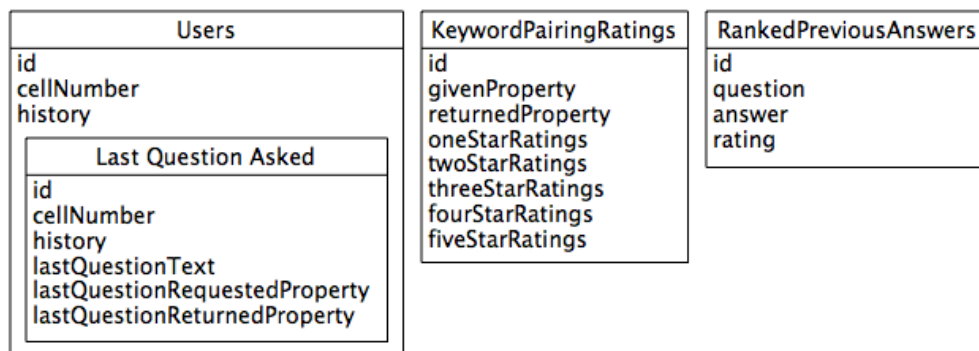 Users
id
cellNumber
history
Last Question Asked
id
cellNumber
history
lastQuestionText
lastQuestionRequestedProperty
lastQuestionReturnedProperty
KeywordPairingRatings
id
givenProperty
returnedProperty
oneStarRatings
twoStarRatings
threeStarRatings
fourStarRatings
fiveStarRatings
RankedPreviousAnswers
id
question
answer
rating